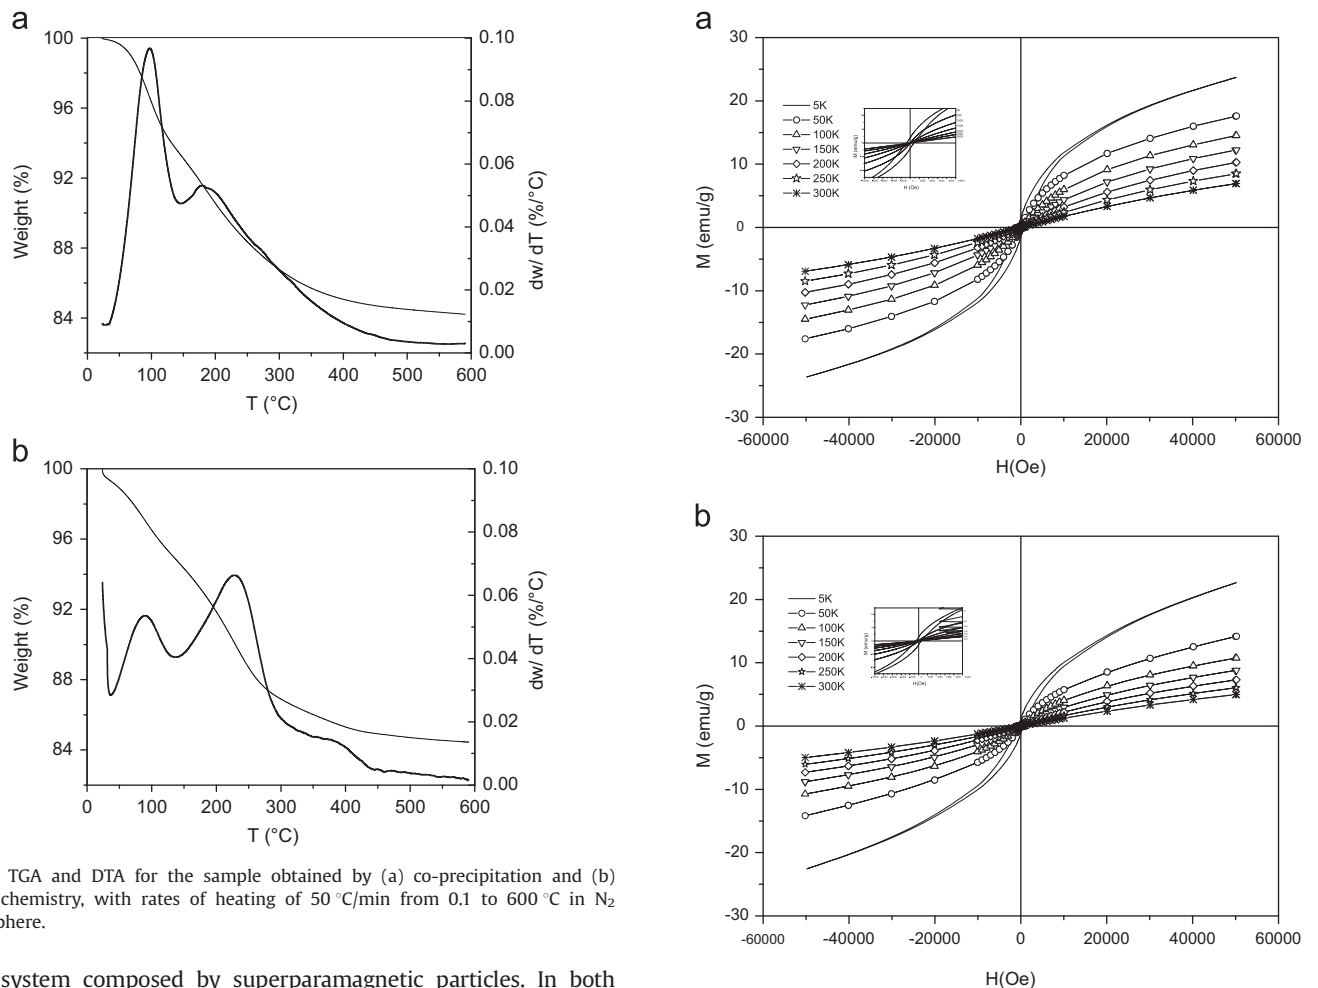 a
100
96
92
88
84
Weight (%)
0.10
0.08
0.06
0.04
0.02
0.00
dw/ dT (%/°C)
0 100 200 300 400 500 600
T (°C)
b
100
96
92
88
84
Weight (%)
0.10
0.08
0.06
0.04
0.02
0.00
dw/ dT (%/°C)
0 100 200 300 400 500 600
T (°C)
TGA and DTA for the sample obtained by (a) co-precipitation and (b)
chemistry, with rates of heating of 50 °C/min from 0.1 to 600 °C in N2
phere.
system composed by superparamagnetic particles. In both
a
30
20
10
0
-10
-20
-30
M (emu/g)
5K
50K
100K
150K
200K
250K
300K
M (emu/g)
H (Oe)
-60000 -40000 -20000 0 20000 40000 60000
H(Oe)
b
30
20
10
0
-10
-20
-30
M (emu/g)
5K
50K
100K
150K
200K
250K
300K
M (emu/g)
H(Oe)
-60000 -40000 -20000 0 20000 40000 60000
H(Oe)